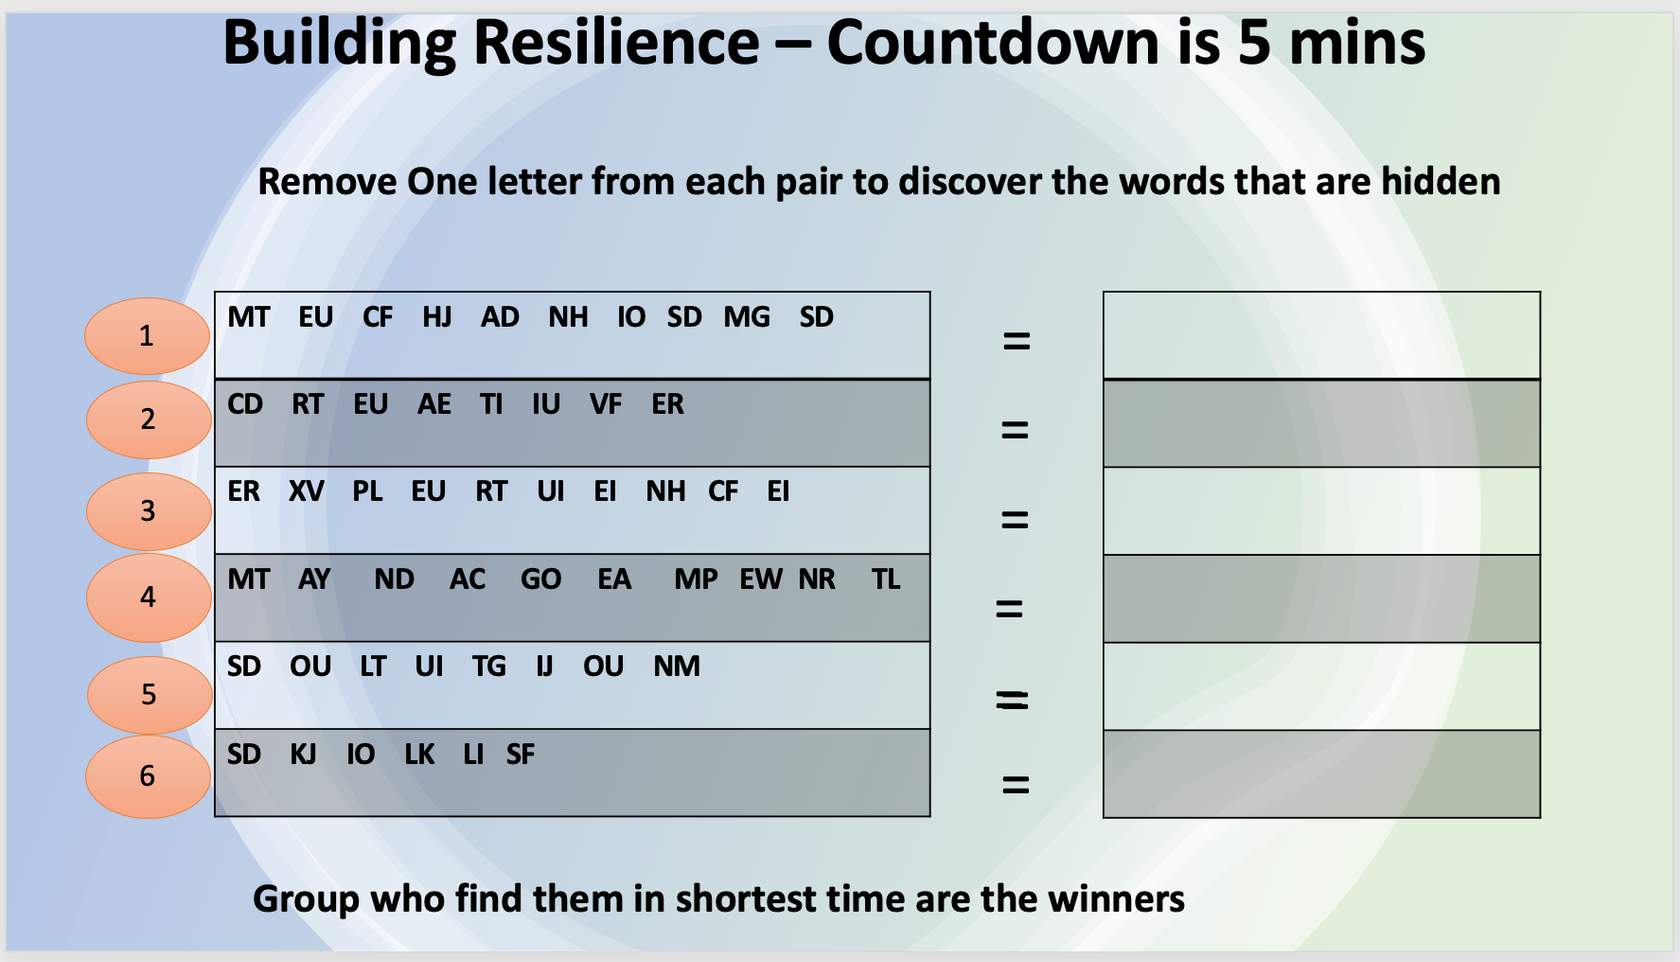 Building Resilience – Countdown is 5 mins
Remove One letter from each pair to discover the words that are hidden
1 MT EU CF HJ AD NH IO SD MG SD =
2 CD RT EU AE TI IU VF ER =
3 ER XV PL EU RT UI EI NH CF EI =
4 MT AY ND AC GO EA MP EW NR TL =
5 SD OU LT UI TG IJ OU NM =
6 SD KJ IO LK LI SF =
Group who find them in shortest time are the winners